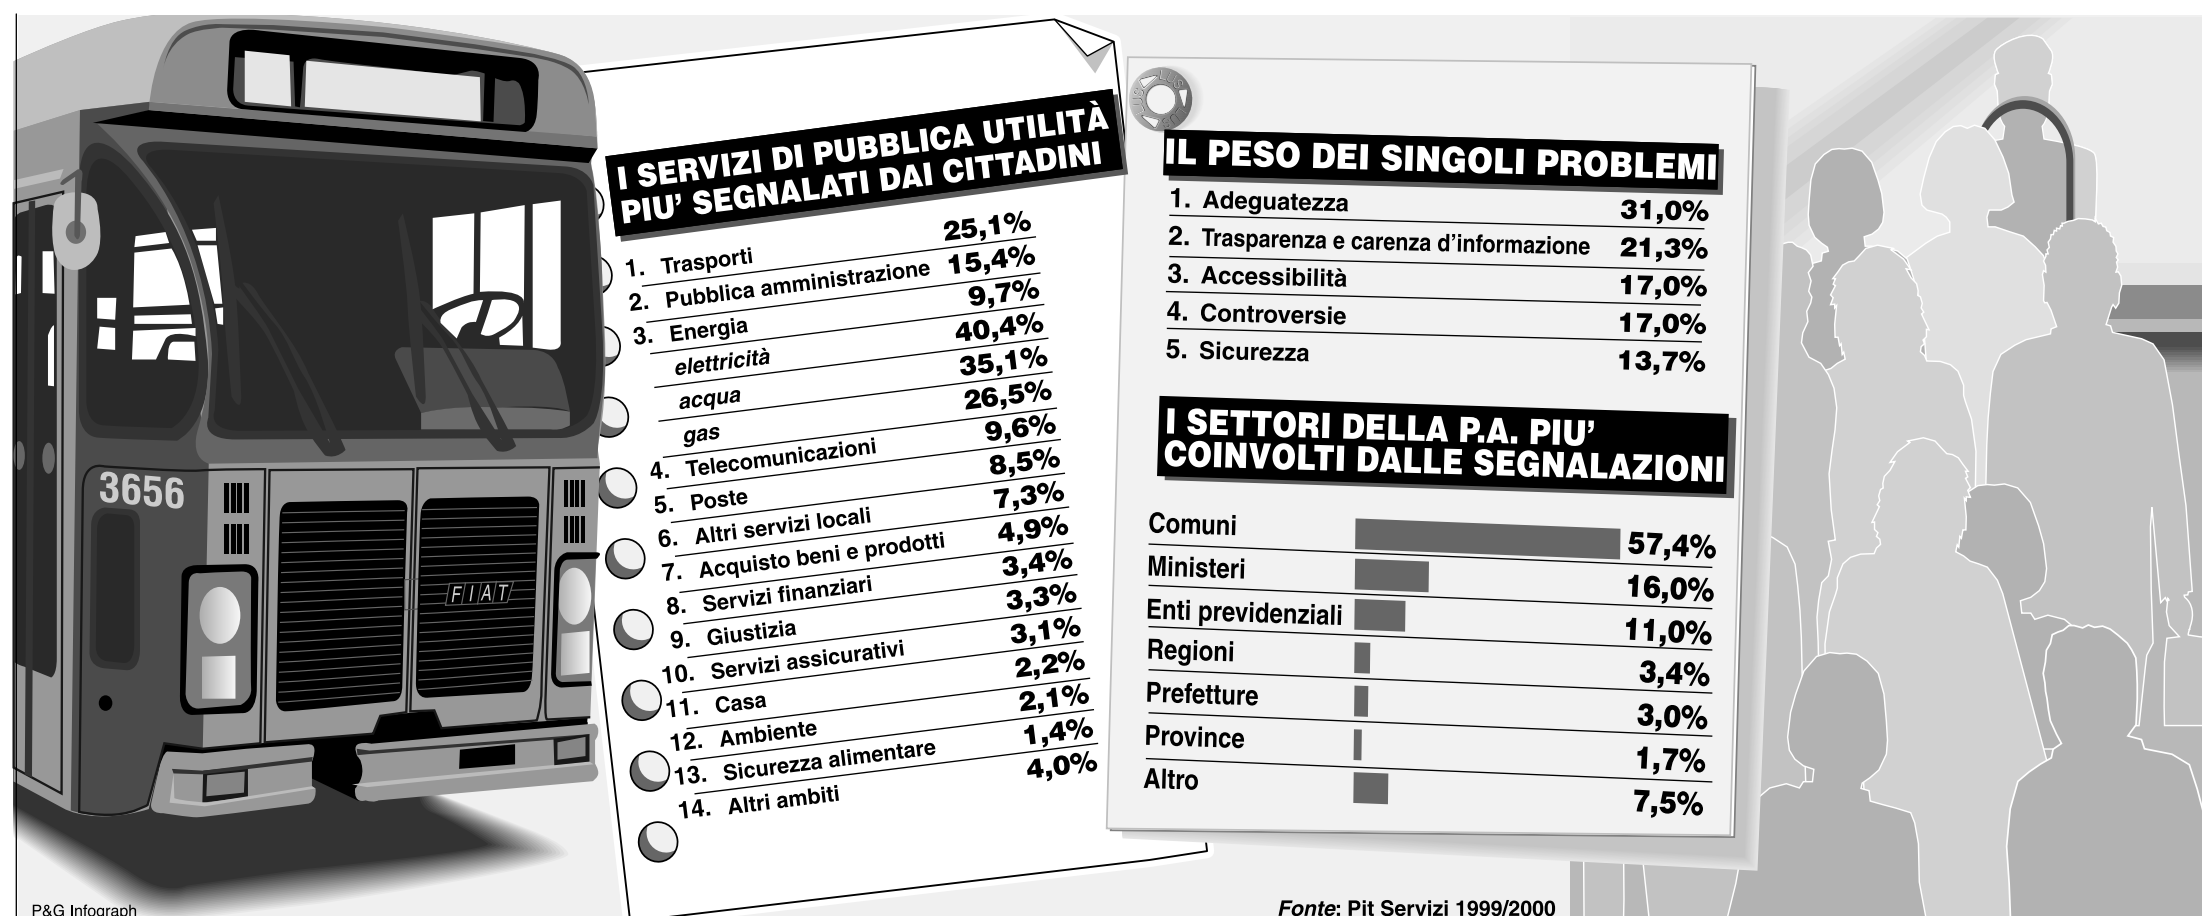 3656
FIAT
I SERVIZI DI PUBBLICA UTILITÀ
PIU' SEGNALATI DAI CITTADINI
1. Trasporti 25,1%
2. Pubblica amministrazione 15,4%
3. Energia 9,7%
elettricità 40,4%
acqua 35,1%
gas 26,5%
4. Telecomunicazioni 9,6%
5. Poste 8,5%
6. Altri servizi locali 7,3%
7. Acquisto beni e prodotti 4,9%
8. Servizi finanziari 3,4%
9. Giustizia 3,3%
10. Servizi assicurativi 3,1%
11. Casa 2,2%
12. Ambiente 2,1%
13. Sicurezza alimentare 1,4%
14. Altri ambiti 4,0%
IL PESO DEI SINGOLI PROBLEMI
1. Adeguatezza 31,0%
2. Trasparenza e carenza d'informazione 21,3%
3. Accessibilità 17,0%
4. Controversie 17,0%
5. Sicurezza 13,7%
I SETTORI DELLA P.A. PIU'
COINVOLTI DALLE SEGNALAZIONI
Comuni 57,4%
Ministeri 16,0%
Enti previdenziali 11,0%
Regioni 3,4%
Prefetture 3,0%
Province 1,7%
Altro 7,5%
P&G Infograph
Fonte: Pit Servizi 1999/2000